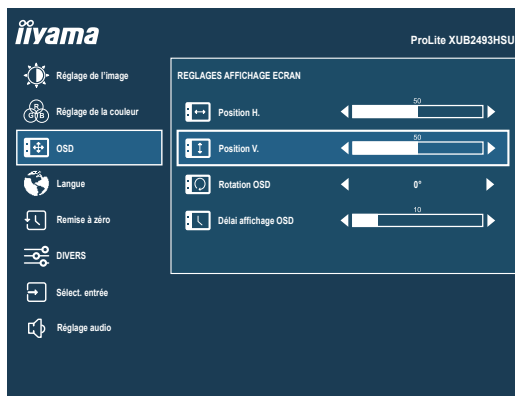 iiyama
ProLite XUB2493HSU
Réglage de l'image
Réglage de la couleur
R
G B
OSD
Langue
Remise à zéro
DIVERS
Sélect. entrée
Réglage audio
REGLAGES AFFICHAGE ECRAN
Position H.
50
Position V.
50
Rotation OSD
0°
Délai affichage OSD
10